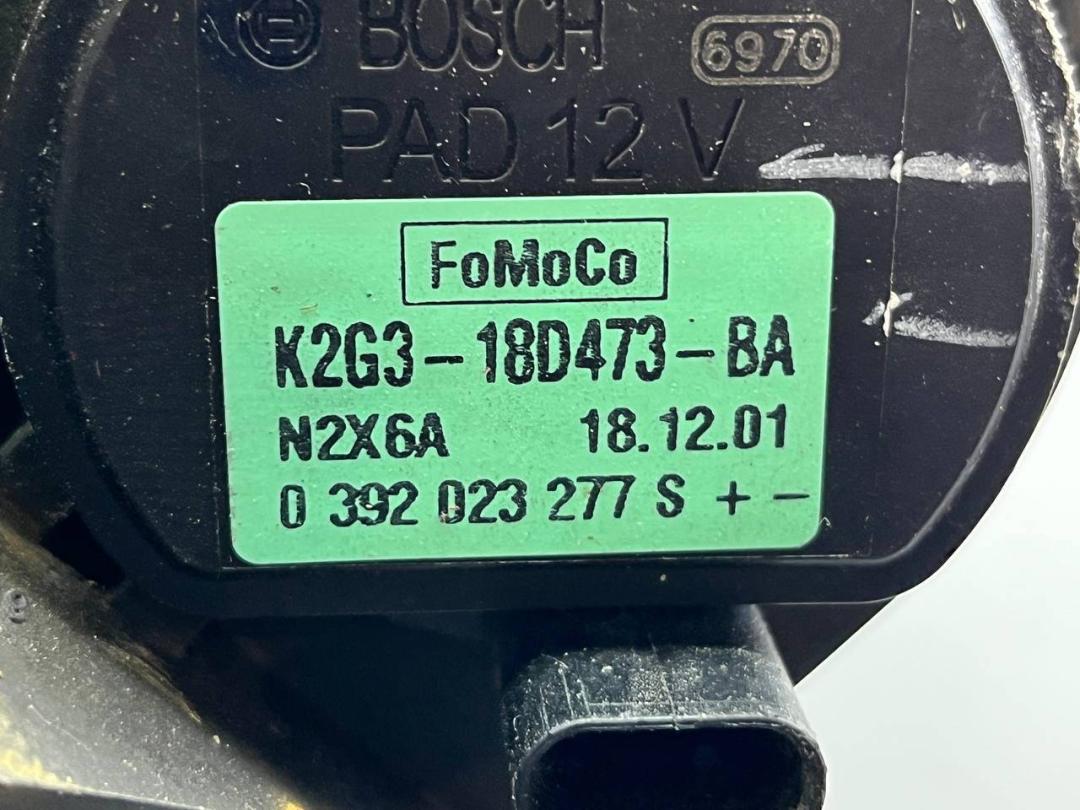 BOSCH 6970
PAD 12 V
FoMoCo
K2G3-18D473-BA
N2X6A 18.12.01
0 392 023 277 S + -